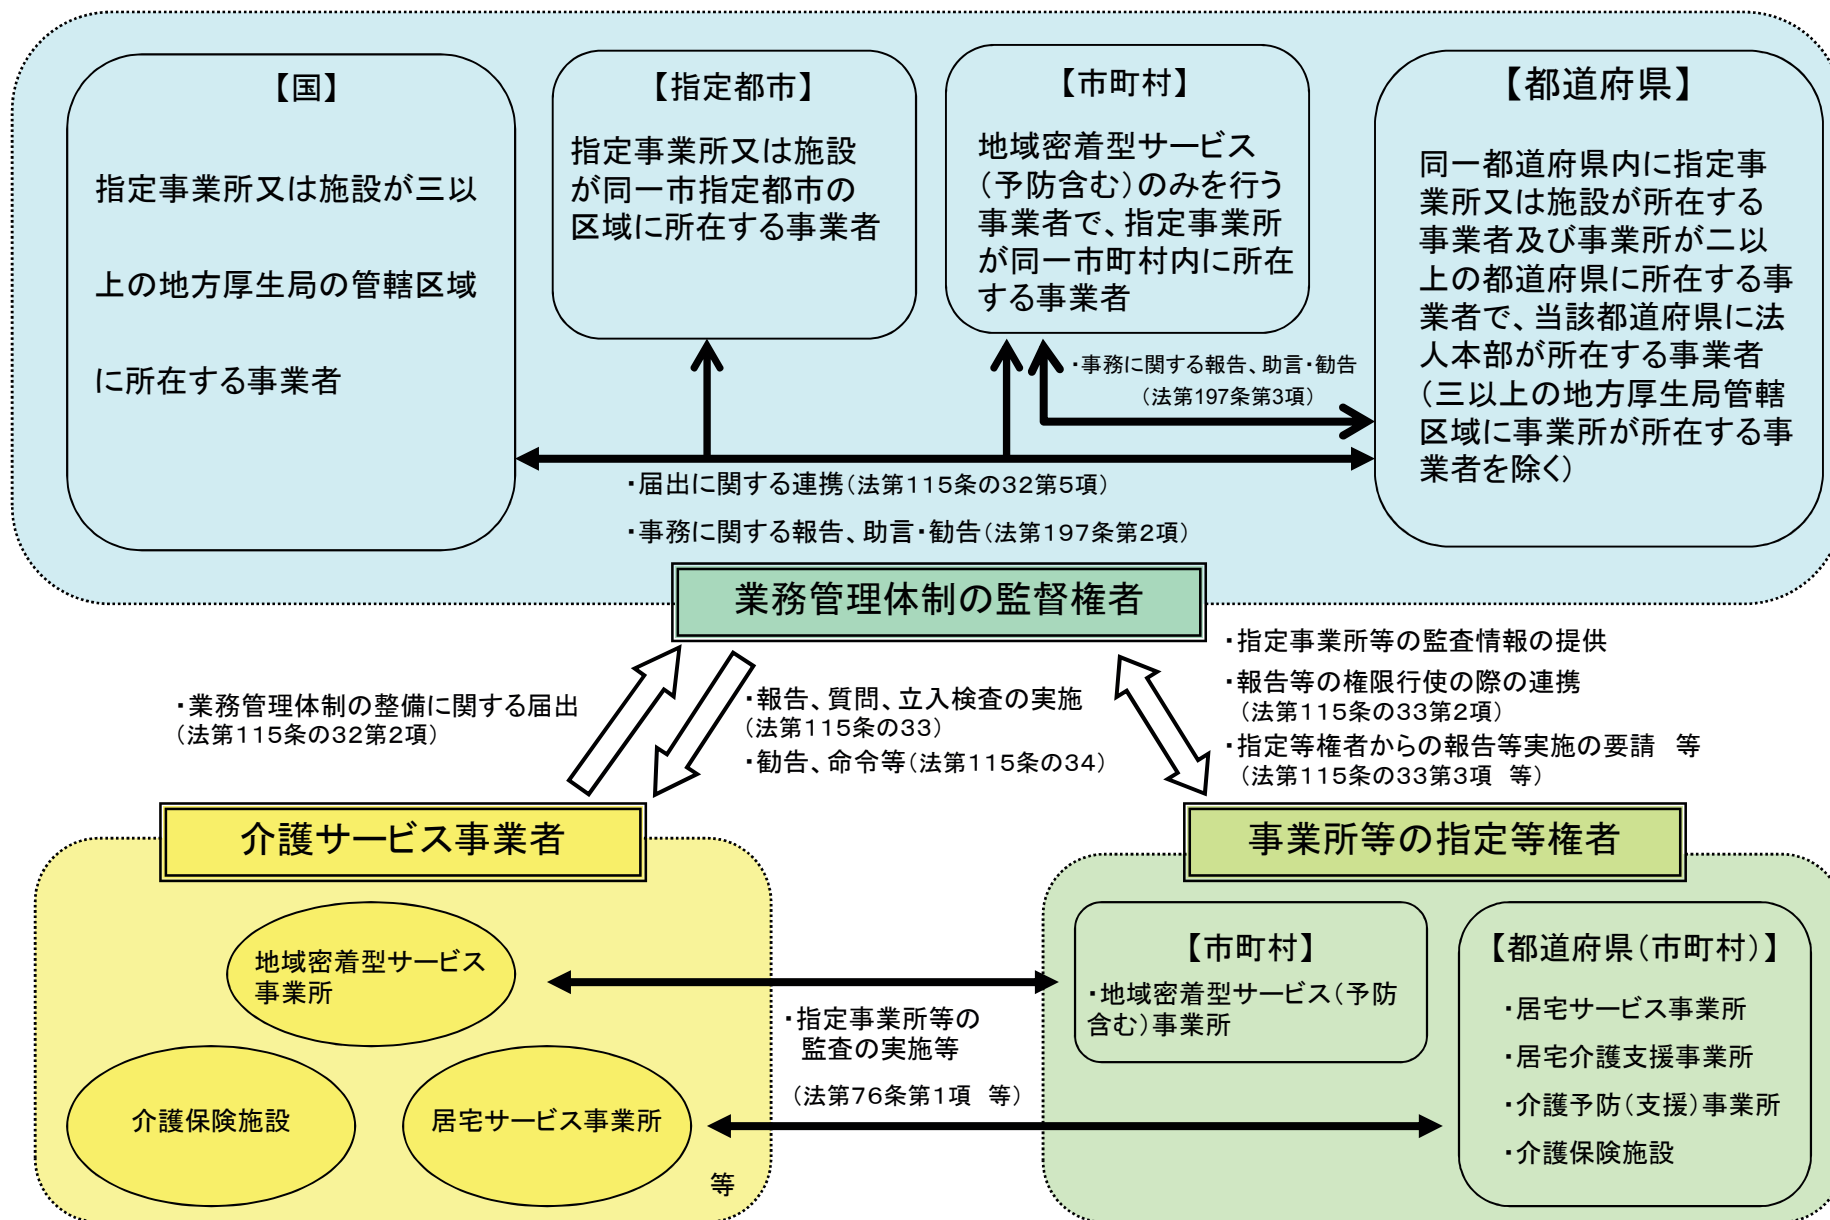 【国】
指定事業所又は施設が三以
上の地方厚生局の管轄区域
に所在する事業者
【指定都市】
指定事業所又は施設
が同一市指定都市の
区域に所在する事業者
【市町村】
地域密着型サービス
（予防含む）のみを行う
事業者で、指定事業所
が同一市町村内に所在
する事業者
【都道府県】
同一都道府県内に指定事
業所又は施設が所在する
事業者及び事業所が二以
上の都道府県に所在する事
業者で、当該都道府県に法
人本部が所在する事業者
（三以上の地方厚生局管轄
区域に事業所が所在する事
業者を除く）
・事務に関する報告、助言・勧告
（法第197条第3項）
・届出に関する連携（法第115条の32第5項）
・事務に関する報告、助言・勧告（法第197条第2項）
業務管理体制の監督権者
・業務管理体制の整備に関する届出
（法第115条の32第2項）
・報告、質問、立入検査の実施
（法第115条の33）
・勧告、命令等（法第115条の34）
・指定事業所等の監査情報の提供
・報告等の権限行使の際の連携
（法第115条の33第2項）
・指定等権者からの報告等実施の要請　等
（法第115条の33第3項　等）
介護サービス事業者
地域密着型サービス
事業所
介護保険施設
居宅サービス事業所
等
・指定事業所等の
監査の実施等
（法第76条第1項　等）
事業所等の指定等権者
【市町村】
・地域密着型サービス（予防
含む）事業所
【都道府県（市町村）】
・居宅サービス事業所
・居宅介護支援事業所
・介護予防（支援）事業所
・介護保険施設